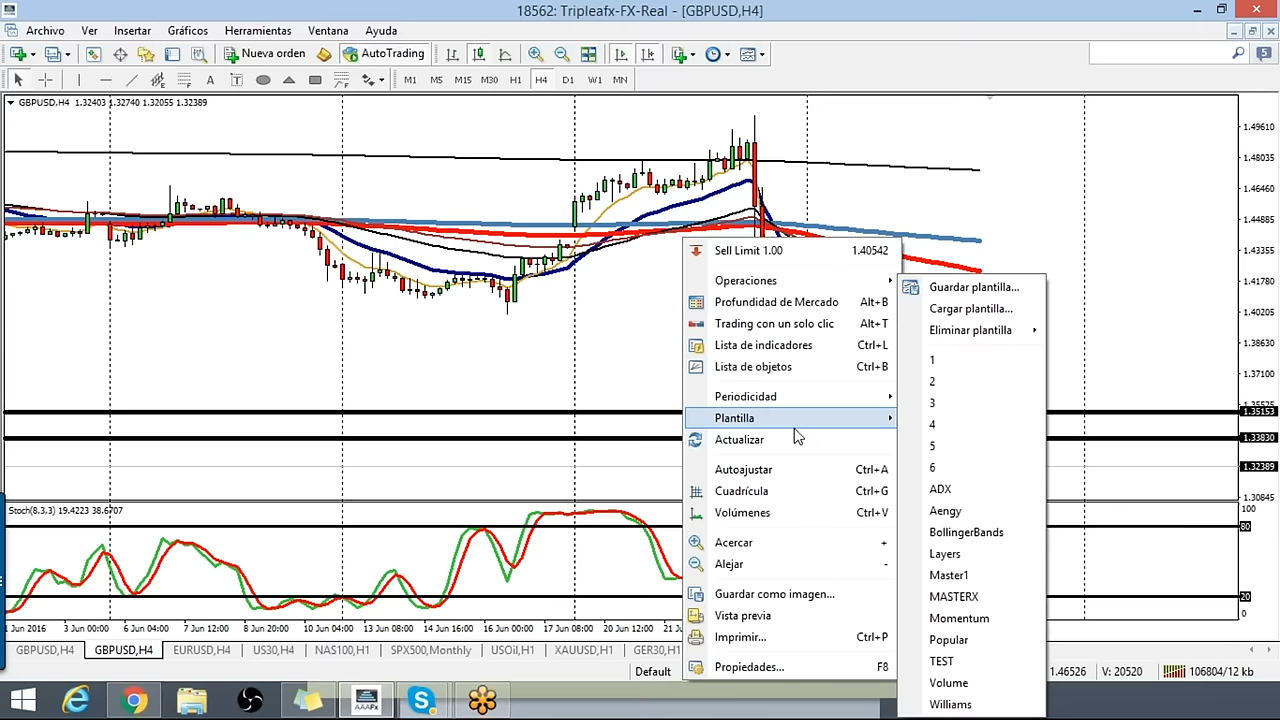 18562: Tripleafx-FX-Real - [GBPUSD,H4]
Archivo Ver Insertar Gráficos Herramientas Ventana Ayuda
Nueva orden AutoTrading 5
A T F M1 M5 M15 M30 H1 H4 D1 W1 MN
GBPUSD,H4 1.32403 1.32740 1.32055 1.32389
1.49610
1.48035
1.46460
1.44885
1.43355
1.41780
1.40205
1.38630
1.37100
1.35525
1.35153
1.33830
1.32389
1.30845
Sell Limit 1.00 1.40542
Operaciones
Profundidad de Mercado Alt+B
Trading con un solo clic Alt+T
Lista de indicadores Ctrl+L
Lista de objetos Ctrl+B
Periodicidad
Plantilla
Actualizar
Autoajustar Ctrl+A
Cuadrícula Ctrl+G
Volúmenes Ctrl+V
Acercar +
Alejar -
Guardar como imagen...
Vista previa
Imprimir... Ctrl+P
Propiedades... F8
Guardar plantilla...
Cargar plantilla...
Eliminar plantilla
1
2
3
4
5
6
ADX
Aengy
BollingerBands
Layers
Master1
MASTERX
Momentum
Popular
TEST
Volume
Williams
Stoch(8,3,3) 19.4223 38.6707
100
80
20
0
1 Jun 2016 3 Jun 00:00 6 Jun 04:00 7 Jun 12:00 8 Jun 20:00 10 Jun 04:00 13 Jun 08:00 14 Jun 16:00 16 Jun 00:00 17 Jun 08:00 20 Jun 12:00 21 Ju
GBPUSD,H4 GBPUSD,H4 EURUSD,H4 US30,H4 NAS100,H1 SPX500,Monthly USOil,H1 XAUUSD,H1 GER30,H1
Default 1.46526 V: 20520 106804/12 kb
AAAFx